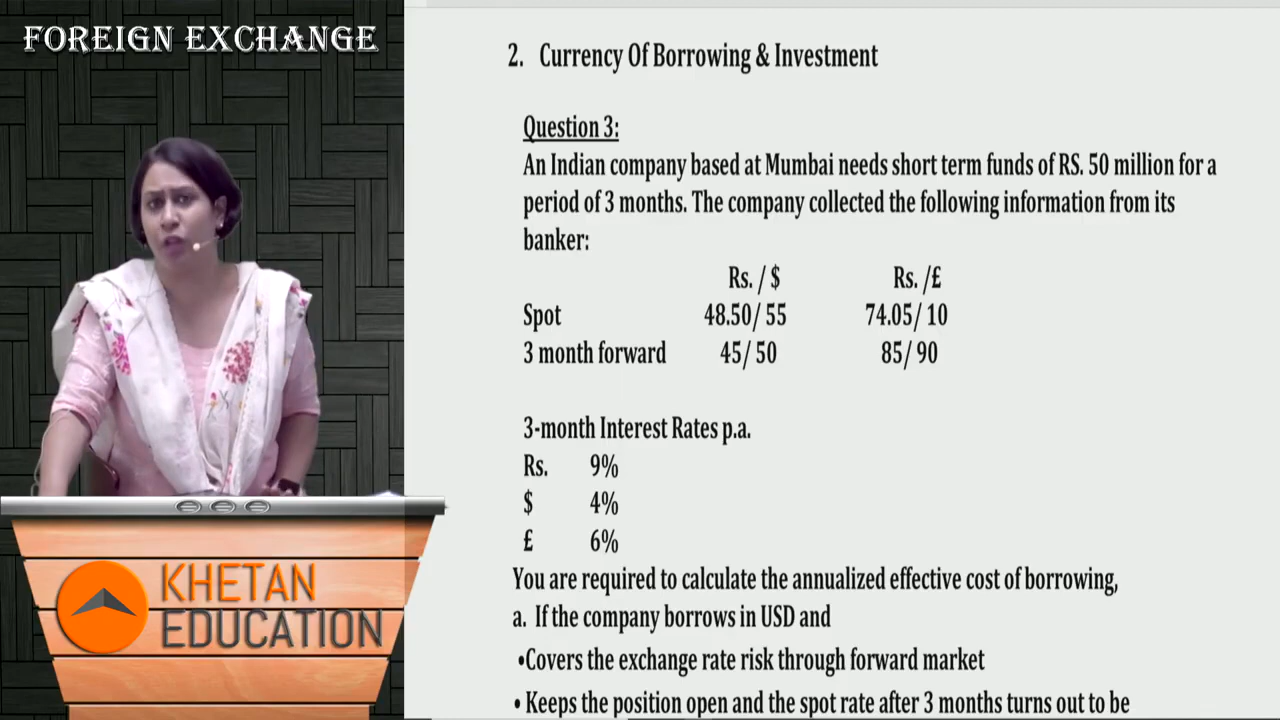 FOREIGN EXCHANGE
2. Currency Of Borrowing & Investment
Question 3:
An Indian company based at Mumbai needs short term funds of RS. 50 million for a
period of 3 months. The company collected the following information from its
banker:
Rs. / $ Rs. /£
Spot 48.50/ 55 74.05/ 10
3 month forward 45/ 50 85/ 90
3-month Interest Rates p.a.
Rs. 9%
$ 4%
£ 6%
You are required to calculate the annualized effective cost of borrowing,
a. If the company borrows in USD and
•Covers the exchange rate risk through forward market
• Keeps the position open and the spot rate after 3 months turns out to be
KHETAN
EDUCATION